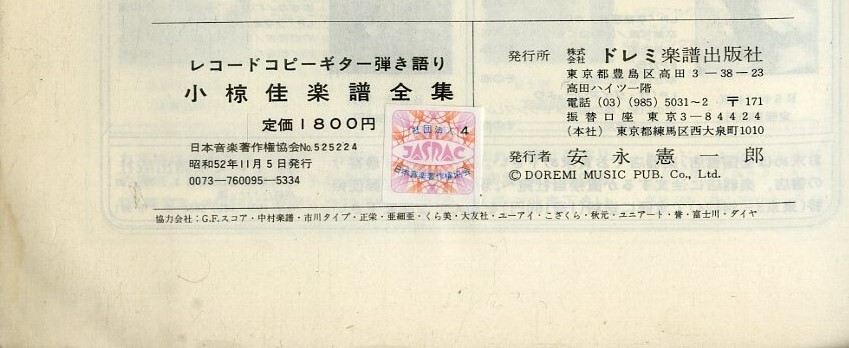 レコードコピーギター弾き語り
小椋佳楽譜全集
定価1800円
日本音楽著作権協会No.525224
昭和52年11月5日発行
0073-760095-5334
社団法人 4
JASRAC
日本音楽著作権協会
発行所 株式会社 ドレミ楽譜出版社
東京都豊島区高田3-38-23
高田ハイツ一階
電話(03)(985)5031~2 〒171
振替口座 東京3-84424
(本社) 東京都練馬区西大泉町1010
発行者 安永憲一郎
©DOREMI MUSIC PUB. Co., Ltd.
協力会社:G.F.スコア・中村楽譜・市川タイプ・正栄・亜細亜・くら美・大友社・ユーアイ・こざくら・秋元・ユニアート・誉・富士川・ダイヤ